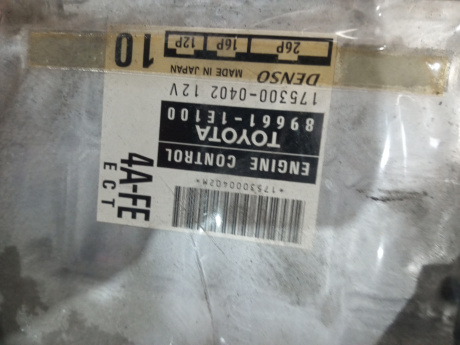 *1753000402M*
4A-FE
ECT
ENGINE CONTROL
TOYOTA
89661-1E100
175300-0402 12V
DENSO MADE IN JAPAN
26P 16P 12P
10